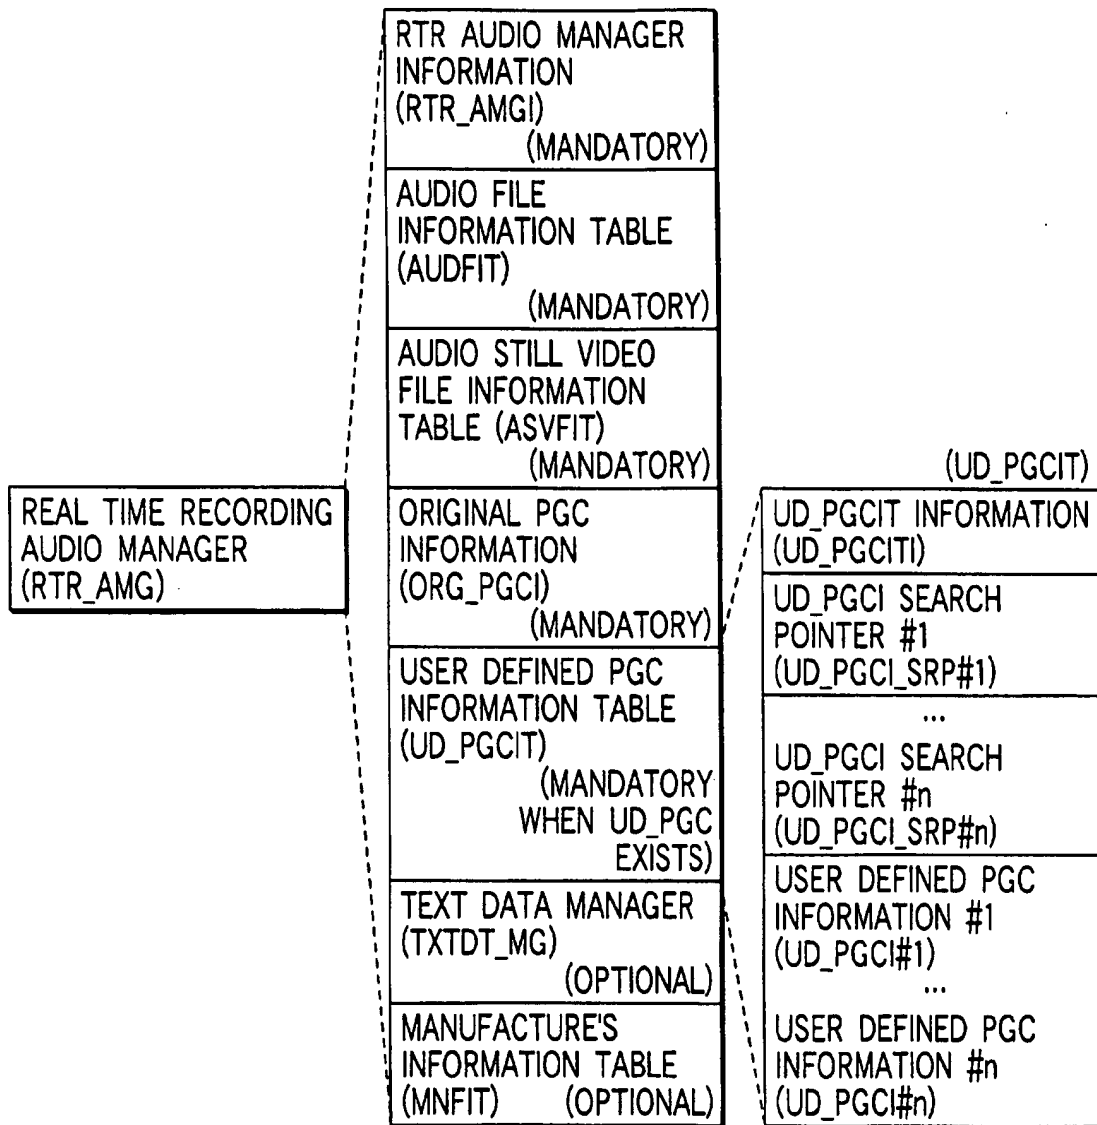 REAL TIME RECORDING
AUDIO MANAGER
(RTR_AMG)
RTR AUDIO MANAGER
INFORMATION
(RTR_AMGI)
(MANDATORY)
AUDIO FILE
INFORMATION TABLE
(AUDFIT)
(MANDATORY)
AUDIO STILL VIDEO
FILE INFORMATION
TABLE (ASVFIT)
(MANDATORY)
ORIGINAL PGC
INFORMATION
(ORG_PGCI)
(MANDATORY)
USER DEFINED PGC
INFORMATION TABLE
(UD_PGCIT)
(MANDATORY
WHEN UD_PGC
EXISTS)
TEXT DATA MANAGER
(TXTDT_MG)
(OPTIONAL)
MANUFACTURE'S
INFORMATION TABLE
(MNFIT) (OPTIONAL)
(UD_PGCIT)
UD_PGCIT INFORMATION
(UD_PGCITI)
UD_PGCI SEARCH
POINTER #1
(UD_PGCI_SRP#1)
...
UD_PGCI SEARCH
POINTER #n
(UD_PGCI_SRP#n)
USER DEFINED PGC
INFORMATION #1
(UD_PGCI#1)
...
USER DEFINED PGC
INFORMATION #n
(UD_PGCI#n)